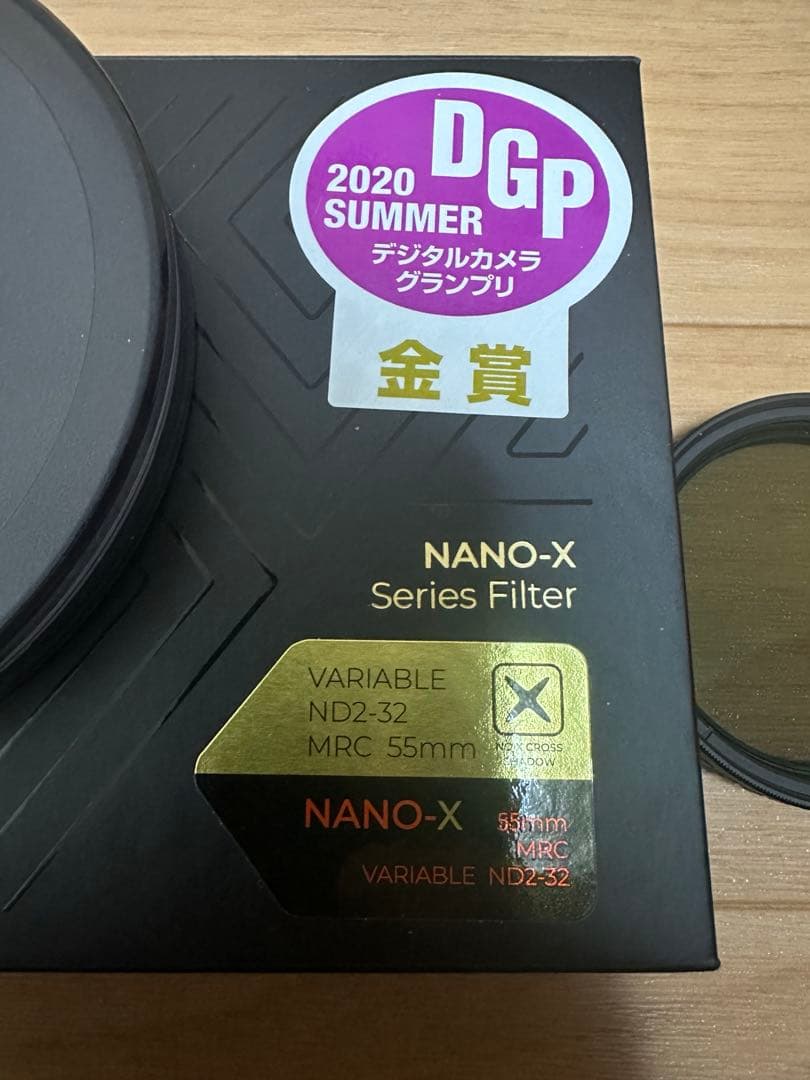 DGP
2020
SUMMER
デジタルカメラ
グランプリ
金賞
NANO-X
Series Filter
VARIABLE
ND2-32
MRC 55mm
NO X CROSS
SHADOW
NANO-X 55mm
MRC
VARIABLE ND2-32